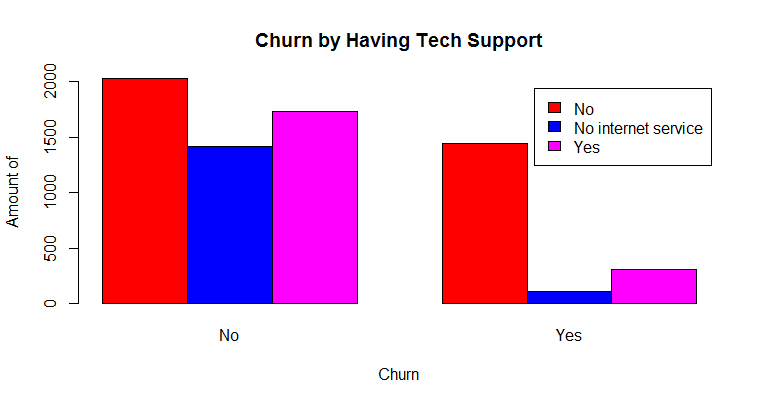 Churn by Having Tech Support
Amount of
2000
1500
1000
500
0
No
No internet service
Yes
No
Yes
Churn